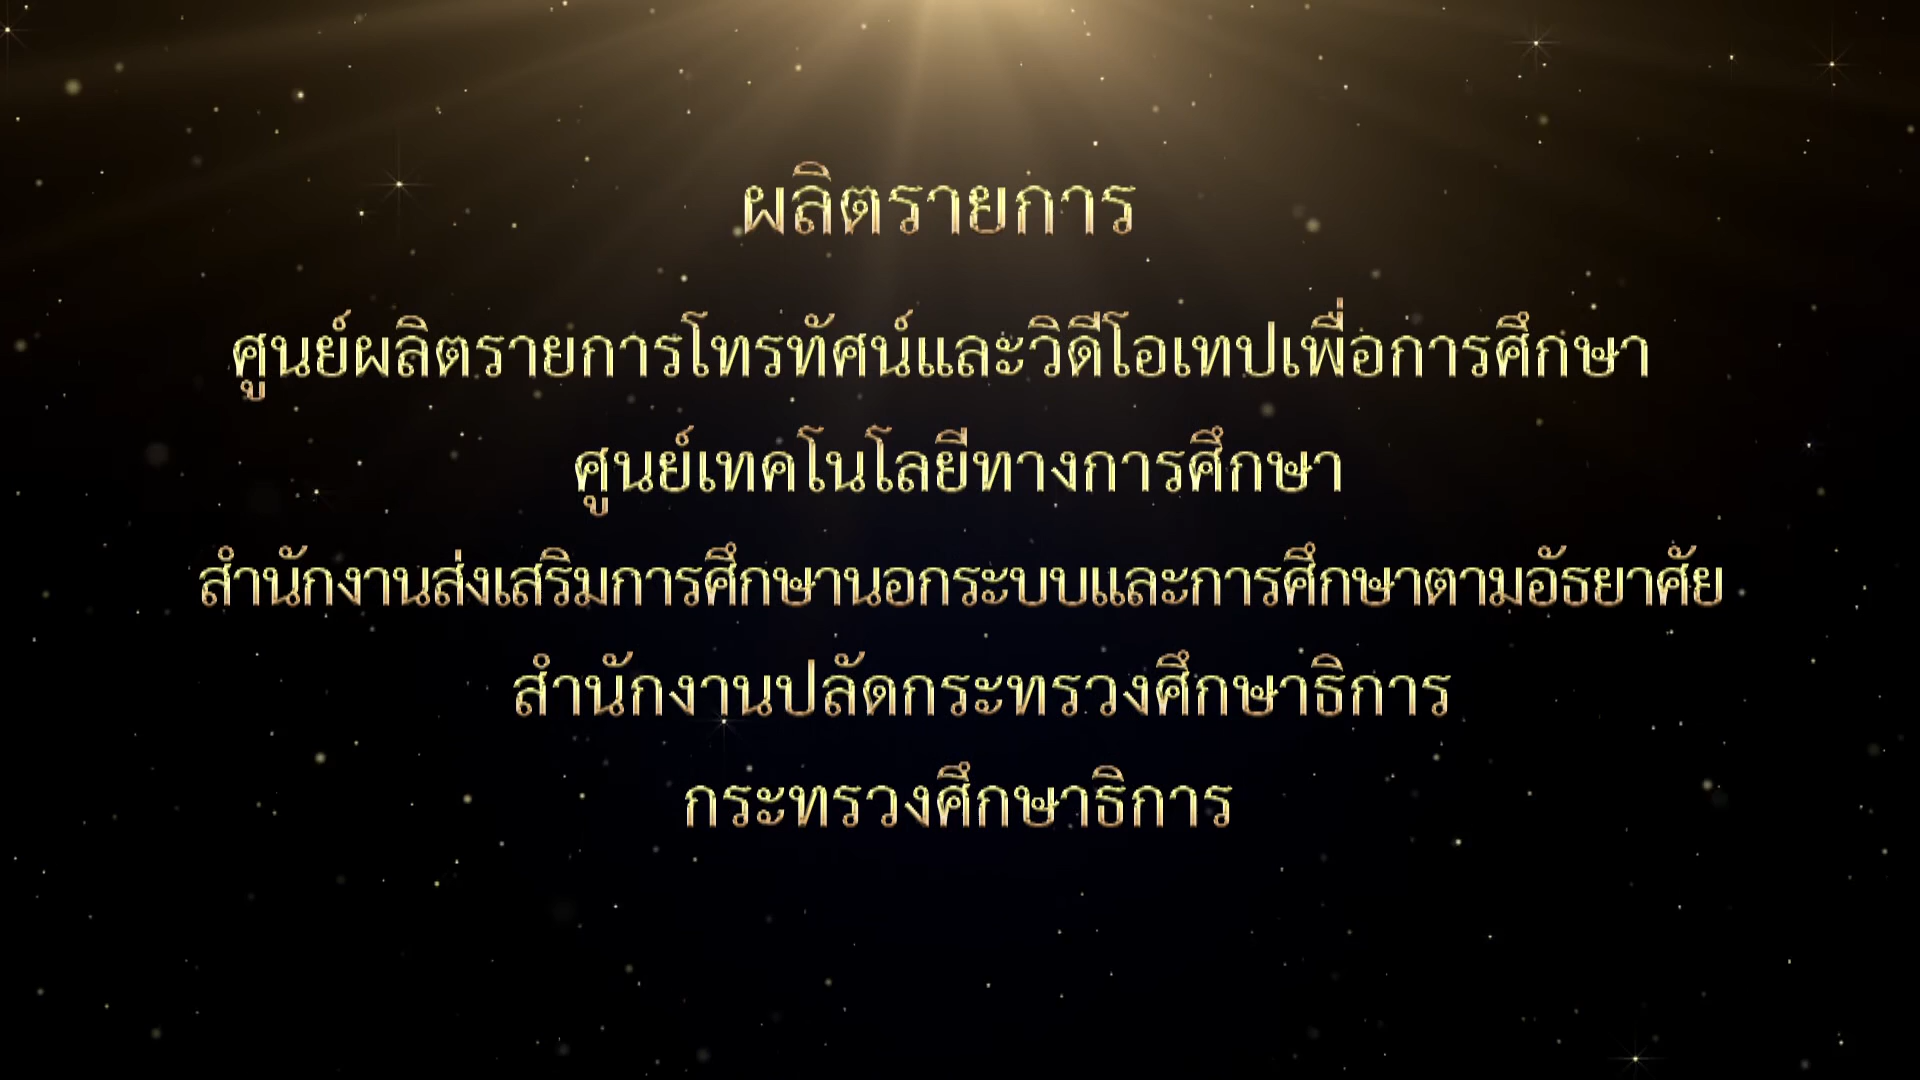 ผลิตรายการ
ศูนย์ผลิตรายการโทรทัศน์และวิดีโอเทปเพื่อการศึกษา
ศูนย์เทคโนโลยีทางการศึกษา
สำนักงานส่งเสริมการศึกษานอกระบบและการศึกษาตามอัธยาศัย
สำนักงานปลัดกระทรวงศึกษาธิการ
กระทรวงศึกษาธิการ